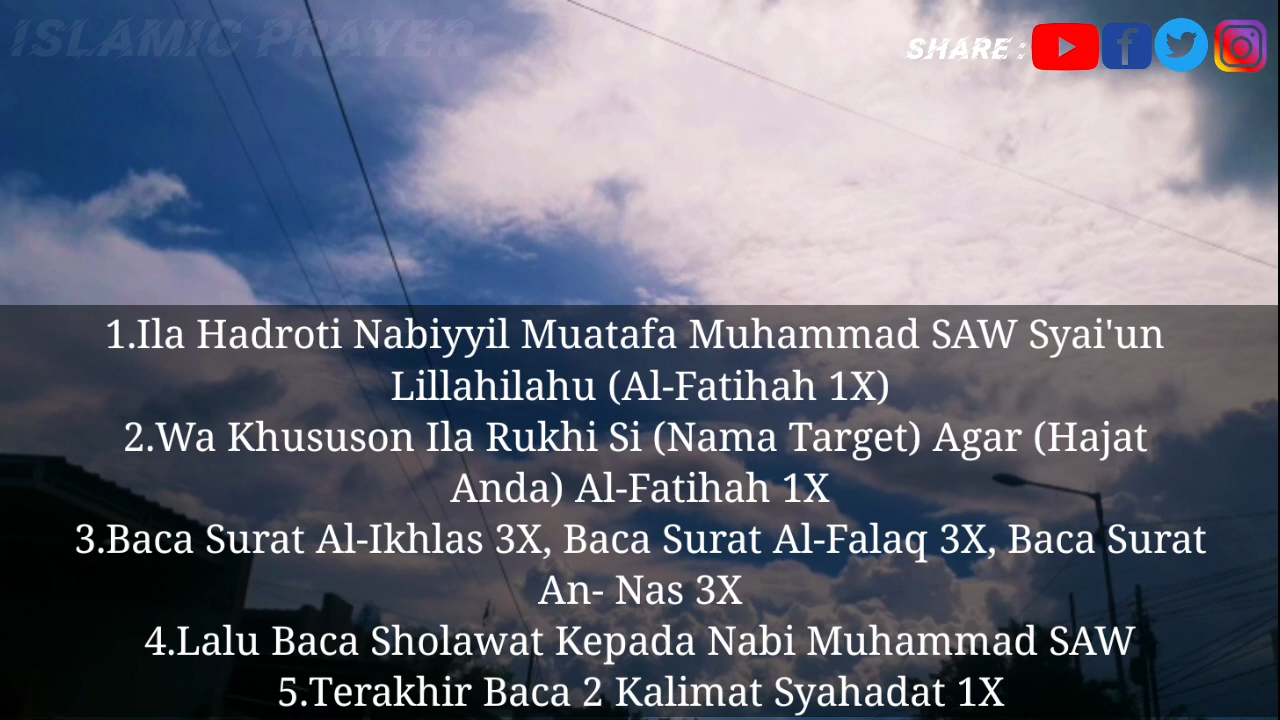 ISLAMIC PRAYER
SHARE :
1.Ila Hadroti Nabiyyil Muatafa Muhammad SAW Syai'un
Lillahilahu (Al-Fatihah 1X)
2.Wa Khususon Ila Rukhi Si (Nama Target) Agar (Hajat
Anda) Al-Fatihah 1X
3.Baca Surat Al-Ikhlas 3X, Baca Surat Al-Falaq 3X, Baca Surat
An- Nas 3X
4.Lalu Baca Sholawat Kepada Nabi Muhammad SAW
5.Terakhir Baca 2 Kalimat Syahadat 1X